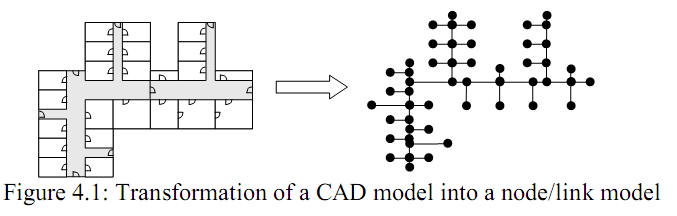 Figure 4.1: Transformation of a CAD model into a node/link model